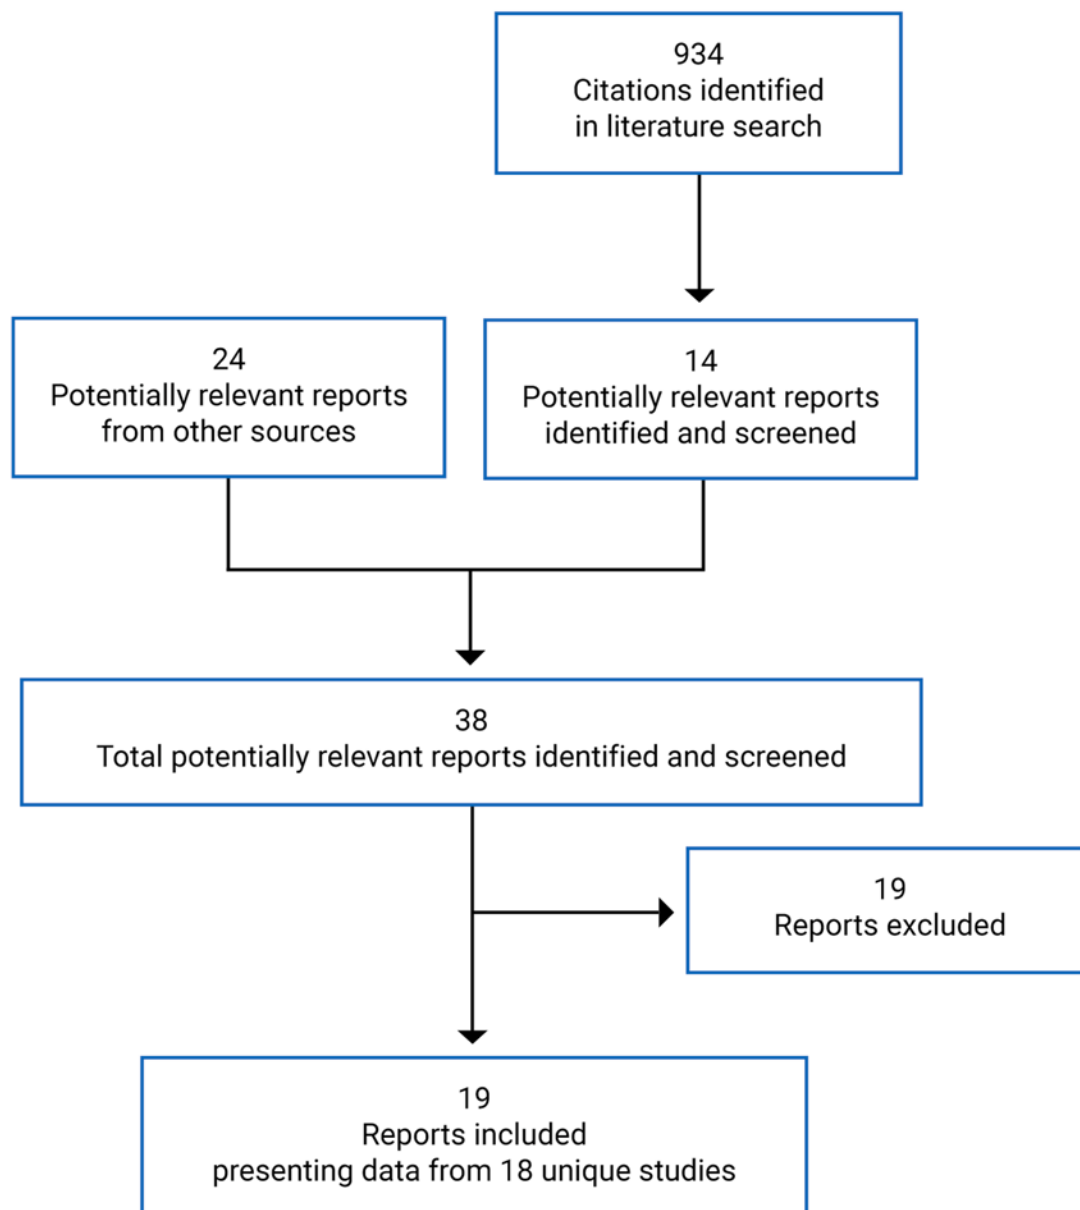 934
Citations identified
in literature search
24
Potentially relevant reports
from other sources
14
Potentially relevant reports
identified and screened
38
Total potentially relevant reports identified and screened
19
Reports excluded
19
Reports included
presenting data from 18 unique studies